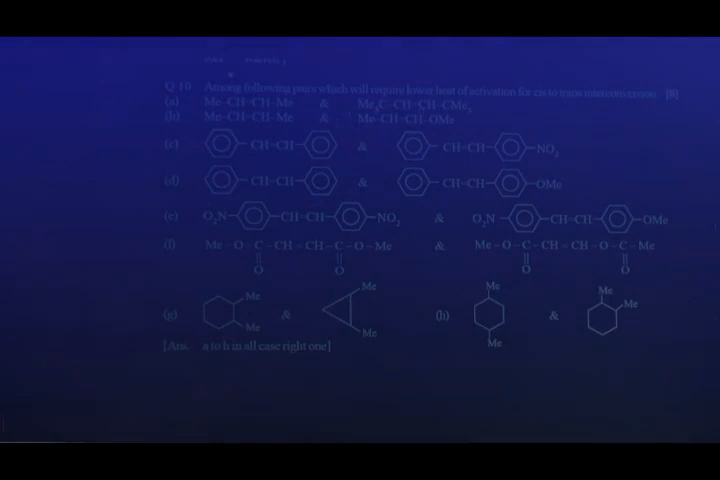 Q-10 Among following pairs which will require lower heat of activation for cis to trans interconversion. [8]
(a) Me-CH=CH-Me & Me3C-CH=CH-CMe3
(b) Me-CH=CH-Me & Me-CH=CH-OMe
(c) CH=CH & CH=CH NO2
(d) CH=CH & CH=CH OMe
(e) O2N CH=CH NO2 & O2N CH=CH OMe
(f) Me-O-C-CH=CH-C-O-Me & Me-O-C-CH=CH-O-C-Me
O O O O
(g) Me Me & Me Me (h) Me Me & Me Me
[Ans. a to h in all case right one]